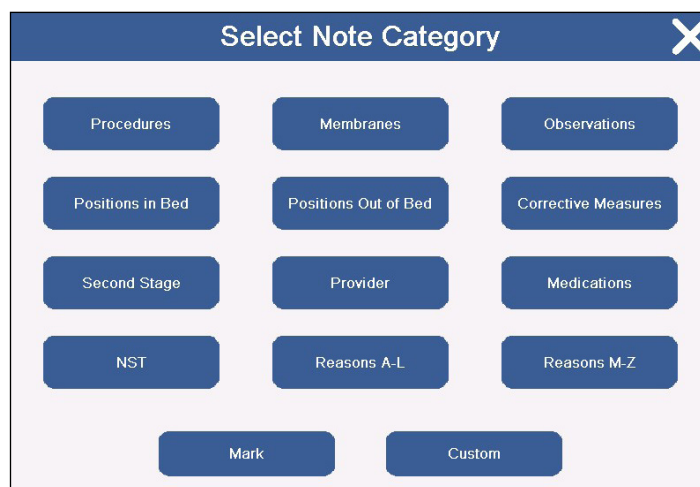 Select Note Category
Procedures
Membranes
Observations
Positions in Bed
Positions Out of Bed
Corrective Measures
Second Stage
Provider
Medications
NST
Reasons A-L
Reasons M-Z
Mark
Custom